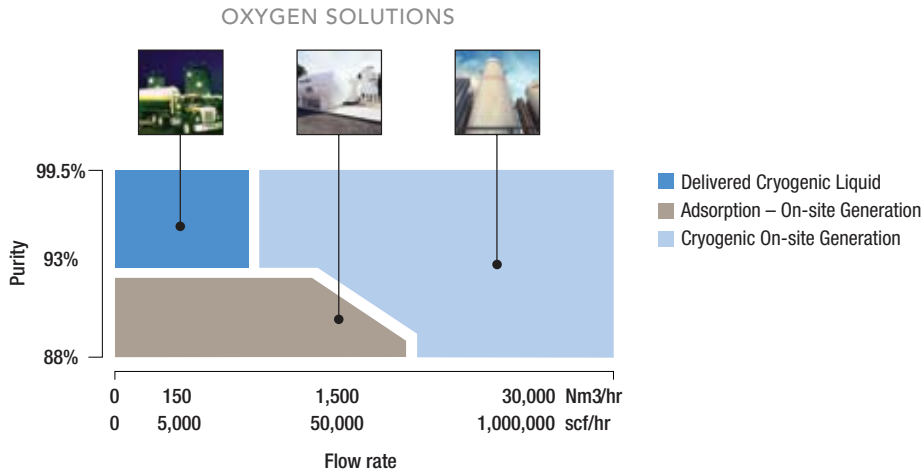 OXYGEN SOLUTIONS
99.5%
93%
88%
Purity
Delivered Cryogenic Liquid
Adsorption – On-site Generation
Cryogenic On-site Generation
0 150 1,500 30,000 Nm3/hr
0 5,000 50,000 1,000,000 scf/hr
Flow rate